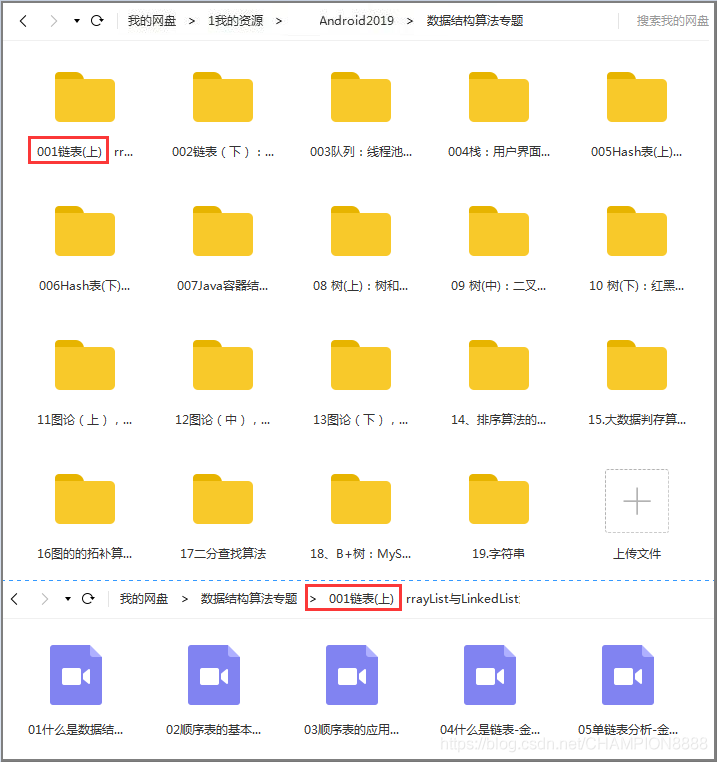 我的网盘 > 1我的资源 > Android2019 > 数据结构算法专题 搜索我的网盘
001链表(上) rr... 002链表（下）：... 003队列：线程池... 004栈：用户界面... 005Hash表(上)...
006Hash表(下)... 007Java容器结... 08 树(上)：树和... 09 树(中)：二叉... 10 树(下)：红黑...
11图论（上）, ... 12图论（中）, ... 13图论（下）, ... 14、排序算法的... 15.大数据判存算...
16图的的拓补算... 17二分查找算法 18、B+树：MyS... 19.字符串 上传文件
我的网盘 > 数据结构算法专题 > 001链表(上) rrayList与LinkedList
01什么是数据结... 02顺序表的基本... 03顺序表的应用... 04什么是链表-金... 05单链表分析-金...
https://blog.csdn.net/CHAMPION8888